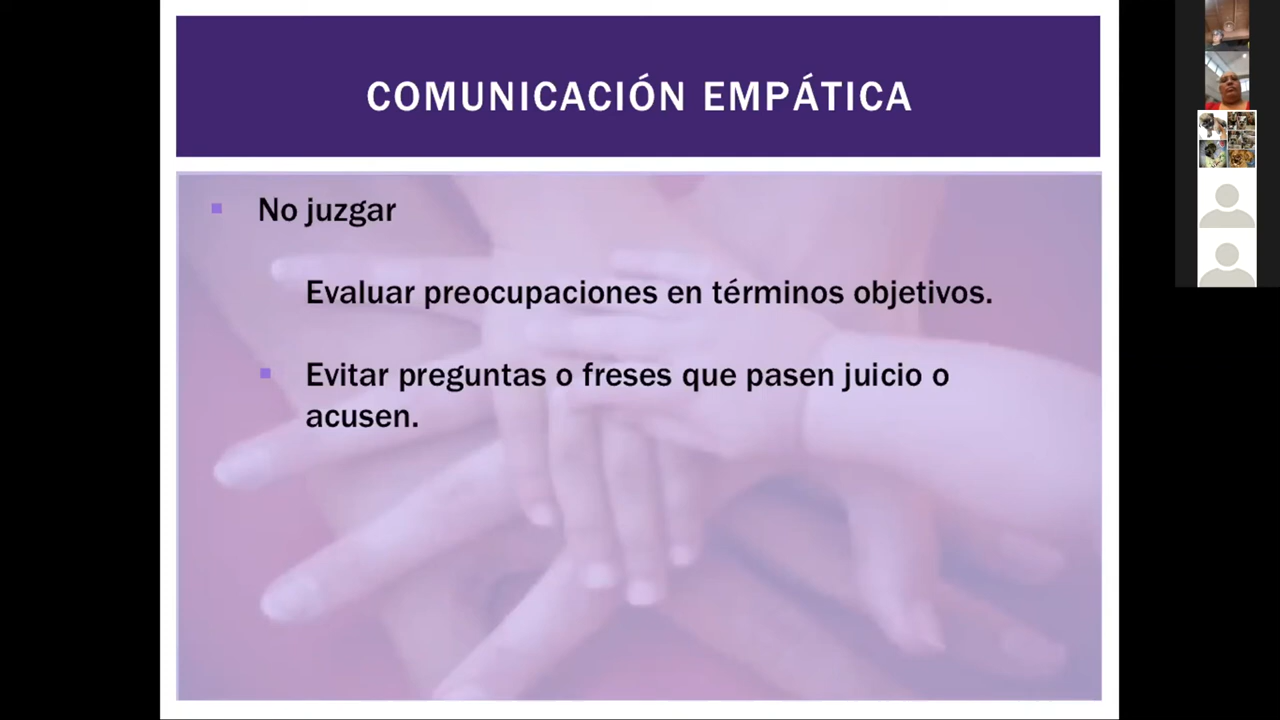 COMUNICACIÓN EMPÁTICA
No juzgar
Evaluar preocupaciones en términos objetivos.
Evitar preguntas o freses que pasen juicio o
acusen.